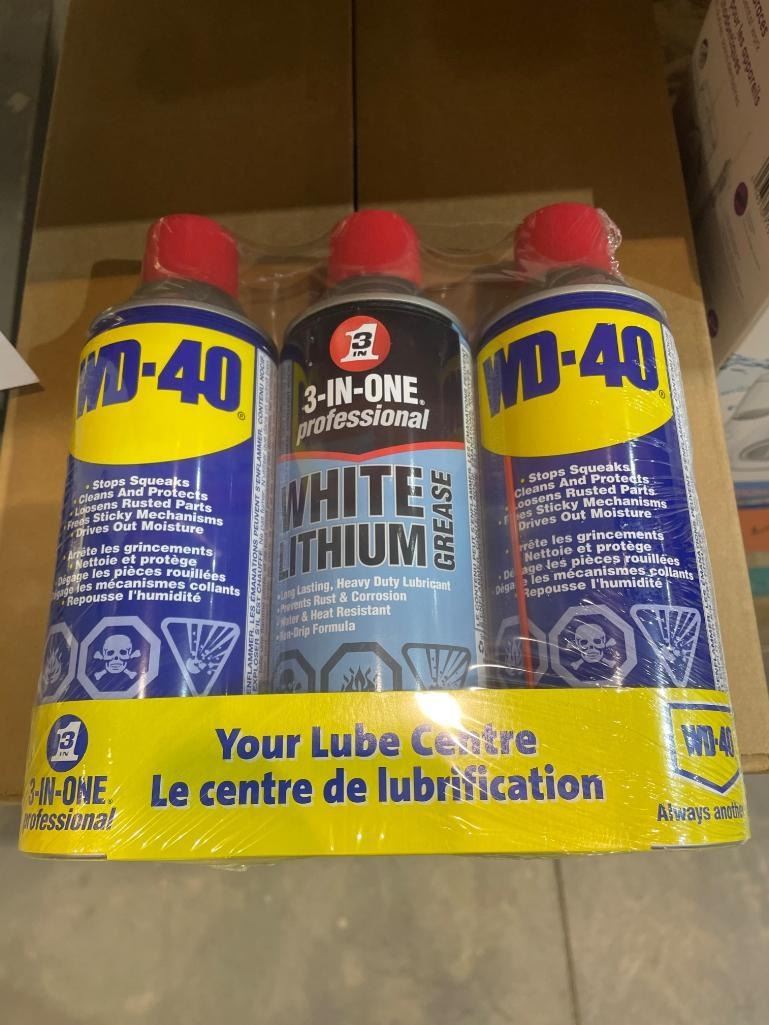 WD-40
• Stops Squeaks
• Cleans And Protects
• Loosens Rusted Parts
• Frees Sticky Mechanisms
• Drives Out Moisture
• Arrête les grincements
• Nettoie et protège
• Dégage les pièces rouillées
• Dégage les mécanismes collants
• Repousse l'humidité
3 IN 1
3-IN-ONE
professional
WHITE
LITHIUM
GREASE
• Long Lasting, Heavy Duty Lubricant
• Prevents Rust & Corrosion
• Water & Heat Resistant
• Non-Drip Formula
WD-40®
• Stops Squeaks
Cleans And Protects
• Loosens Rusted Parts
• Frees Sticky Mechanisms
• Drives Out Moisture
• Arrête les grincements
• Nettoie et protège
• Dégage les pièces rouillées
• Dégage les mécanismes collants
Repousse l'humidité
3 IN 1
3-IN-ONE®
professional
Your Lube Centre
Le centre de lubrification
WD-40
Always anothe